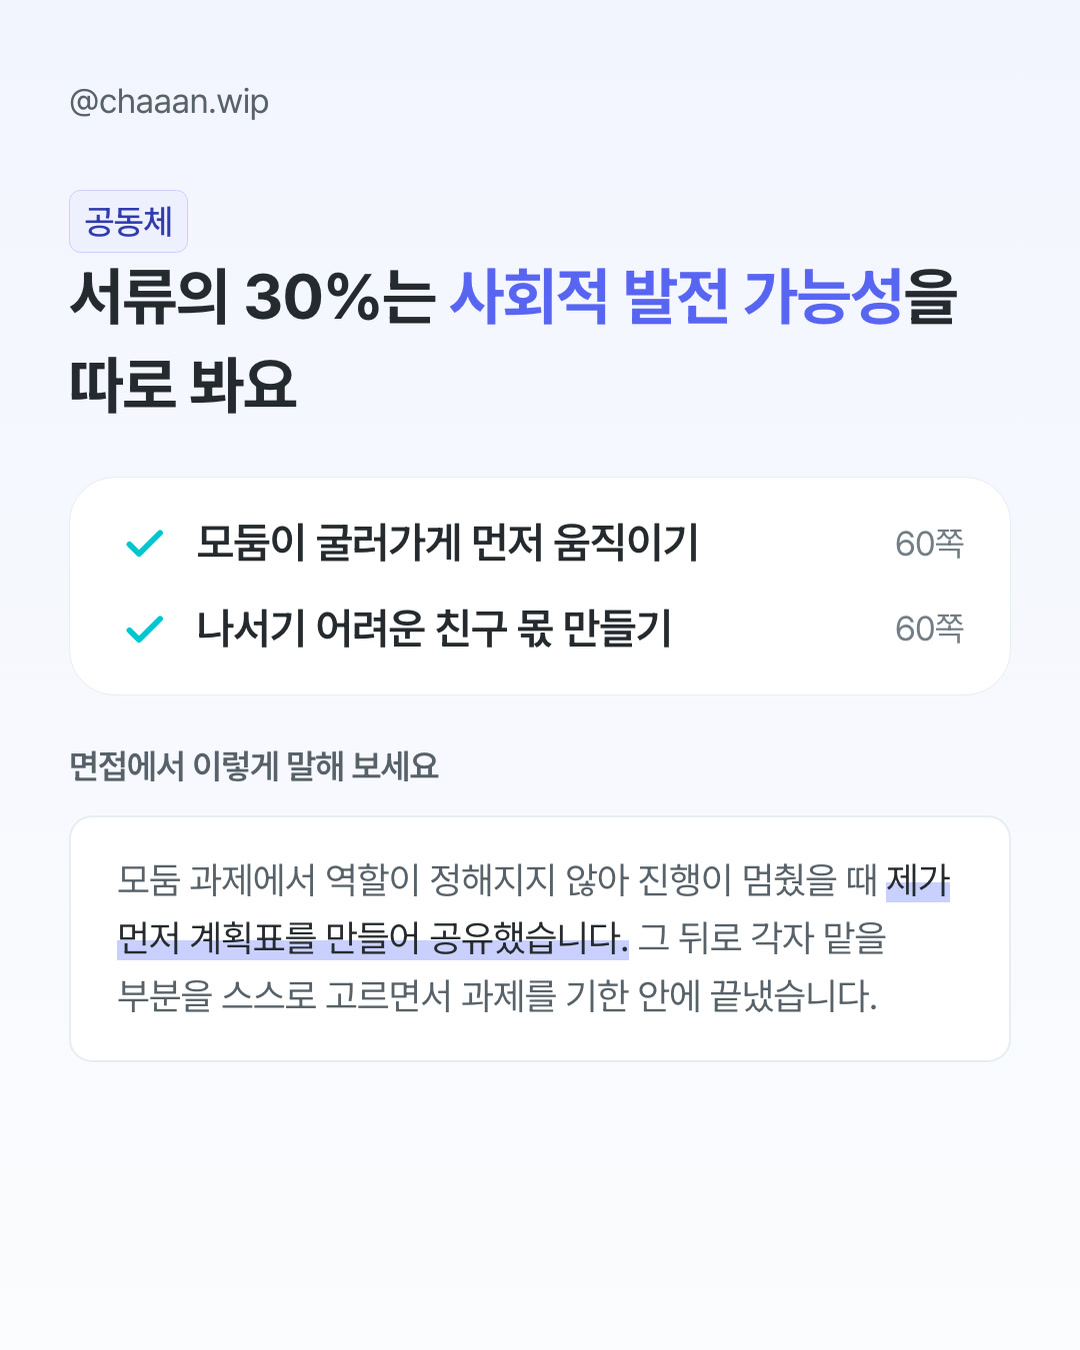 @chaaan.wip
공동체
서류의 30%는 사회적 발전 가능성을
따로 봐요
모둠이 굴러가게 먼저 움직이기 60쪽
나서기 어려운 친구 몫 만들기 60쪽
면접에서 이렇게 말해 보세요
모둠 과제에서 역할이 정해지지 않아 진행이 멈췄을 때 제가
먼저 계획표를 만들어 공유했습니다. 그 뒤로 각자 맡을
부분을 스스로 고르면서 과제를 기한 안에 끝냈습니다.